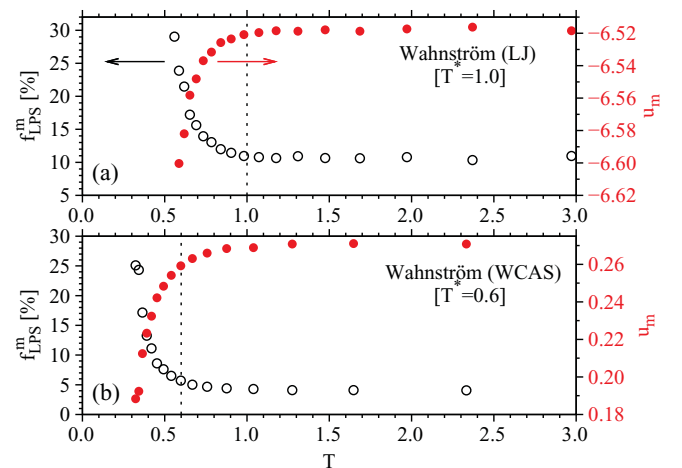 30
25
20
15
10
5
f_LPS^m [%]
(a)
Wahnström (LJ)
[T*=1.0]
−6.52
−6.54
−6.56
−6.58
−6.60
−6.62
u_m
0.0 0.5 1.0 1.5 2.0 2.5 3.0
30
25
20
15
10
5
0
f_LPS^m [%]
(b)
Wahnström (WCAS)
[T*=0.6]
0.26
0.24
0.22
0.20
0.18
u_m
0.0 0.5 1.0 1.5 2.0 2.5 3.0
T